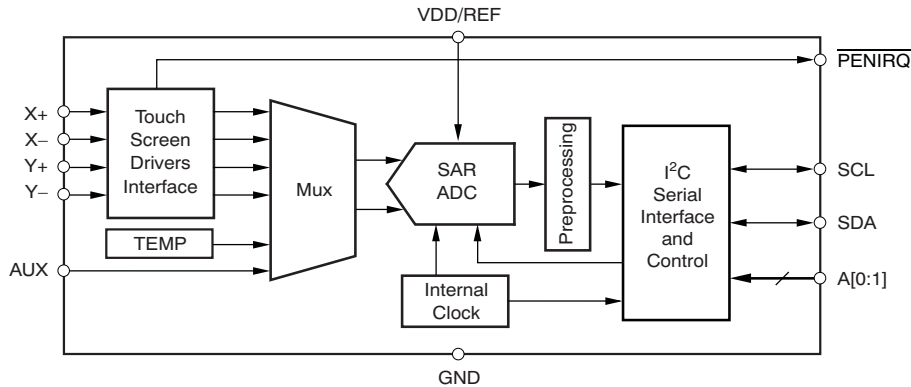 VDD/REF
PENIRQ
X+
X–
Y+
Y–
AUX
Touch
Screen
Drivers
Interface
TEMP
Mux
SAR
ADC
Internal
Clock
Preprocessing
I²C
Serial
Interface
and
Control
SCL
SDA
A[0:1]
GND